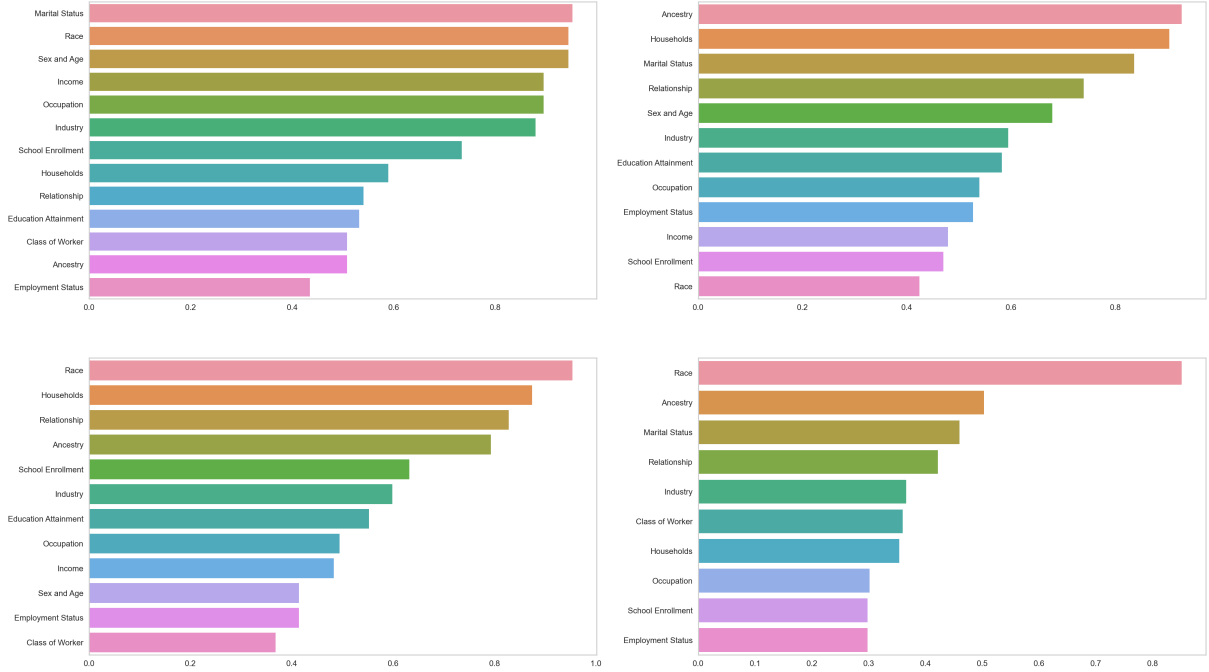 Marital Status
Race
Sex and Age
Income
Occupation
Industry
School Enrollment
Households
Relationship
Education Attainment
Class of Worker
Ancestry
Employment Status
0.0 0.2 0.4 0.6 0.8
Ancestry
Households
Marital Status
Relationship
Sex and Age
Industry
Education Attainment
Occupation
Employment Status
Income
School Enrollment
Race
0.0 0.2 0.4 0.6 0.8
Race
Households
Relationship
Ancestry
School Enrollment
Industry
Education Attainment
Occupation
Income
Sex and Age
Employment Status
Class of Worker
0.0 0.2 0.4 0.6 0.8 1.0
Race
Ancestry
Marital Status
Relationship
Industry
Class of Worker
Households
Occupation
School Enrollment
Employment Status
0.0 0.1 0.2 0.3 0.4 0.5 0.6 0.7 0.8